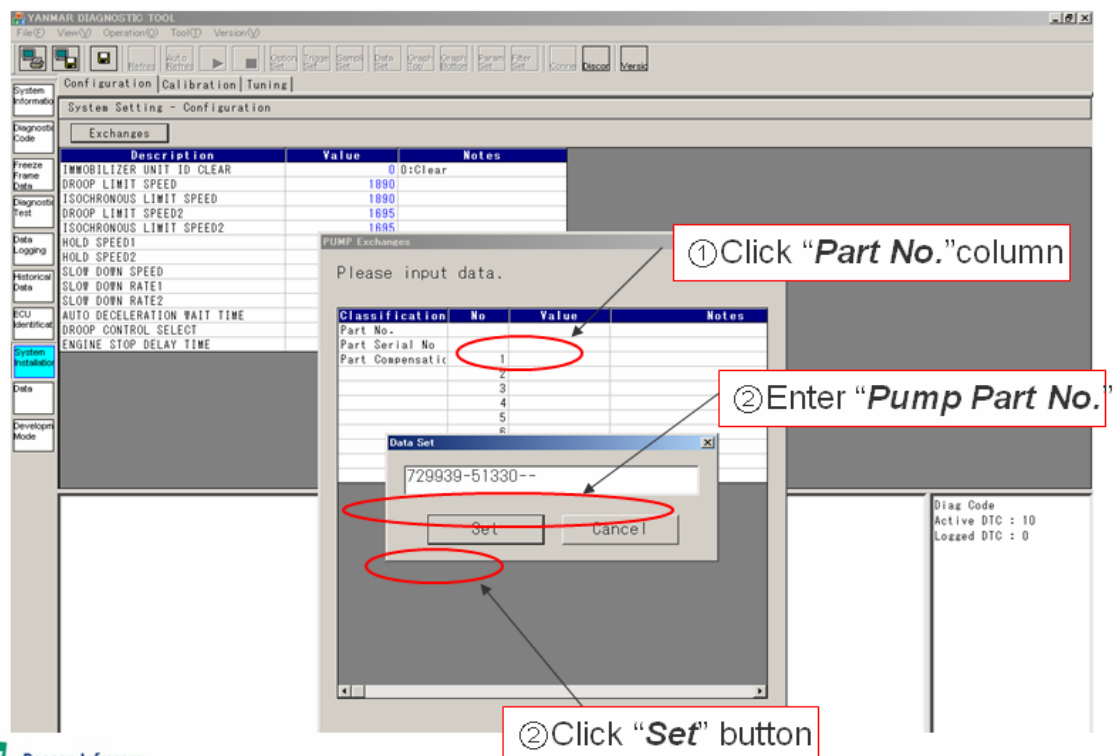 YANMAR DIAGNOSTIC TOOL
File(F) View(V) Operation(O) Tool(T) Version(V)
Refres
Auto Refres
Option Set
Trigge Set
Sampli Set
Data Set
Graph Top
Graph Botton
Param Set
Filter Set
Conne
Discon
Versic
System Informatio
Diagnostic Code
Freeze Frame Data
Diagnostic Test
Data Logging
Historical Data
ECU Identificat
System Installation
Data
Developm Mode
Configuration Calibration Tuning
System Setting - Configuration
Exchanges
Description Value Notes
IMMOBILIZER UNIT ID CLEAR 0 0:Clear
DROOP LIMIT SPEED 1890
ISOCHRONOUS LIMIT SPEED 1890
DROOP LIMIT SPEED2 1695
ISOCHRONOUS LIMIT SPEED2 1695
HOLD SPEED1
HOLD SPEED2
SLOW DOWN SPEED
SLOW DOWN RATE1
SLOW DOWN RATE2
AUTO DECELERATION WAIT TIME
DROOP CONTROL SELECT
ENGINE STOP DELAY TIME
PUMP Exchanges
Please input data.
Classification No Value Notes
Part No.
Part Serial No
Part Compensatic 1
2
3
4
5
6
Data Set
729939-51330--
Set Cancel
①Click “Part No.”column
②Enter “Pump Part No.”
②Click “Set” button
Diag Code
Active DTC : 10
Logged DTC : 0